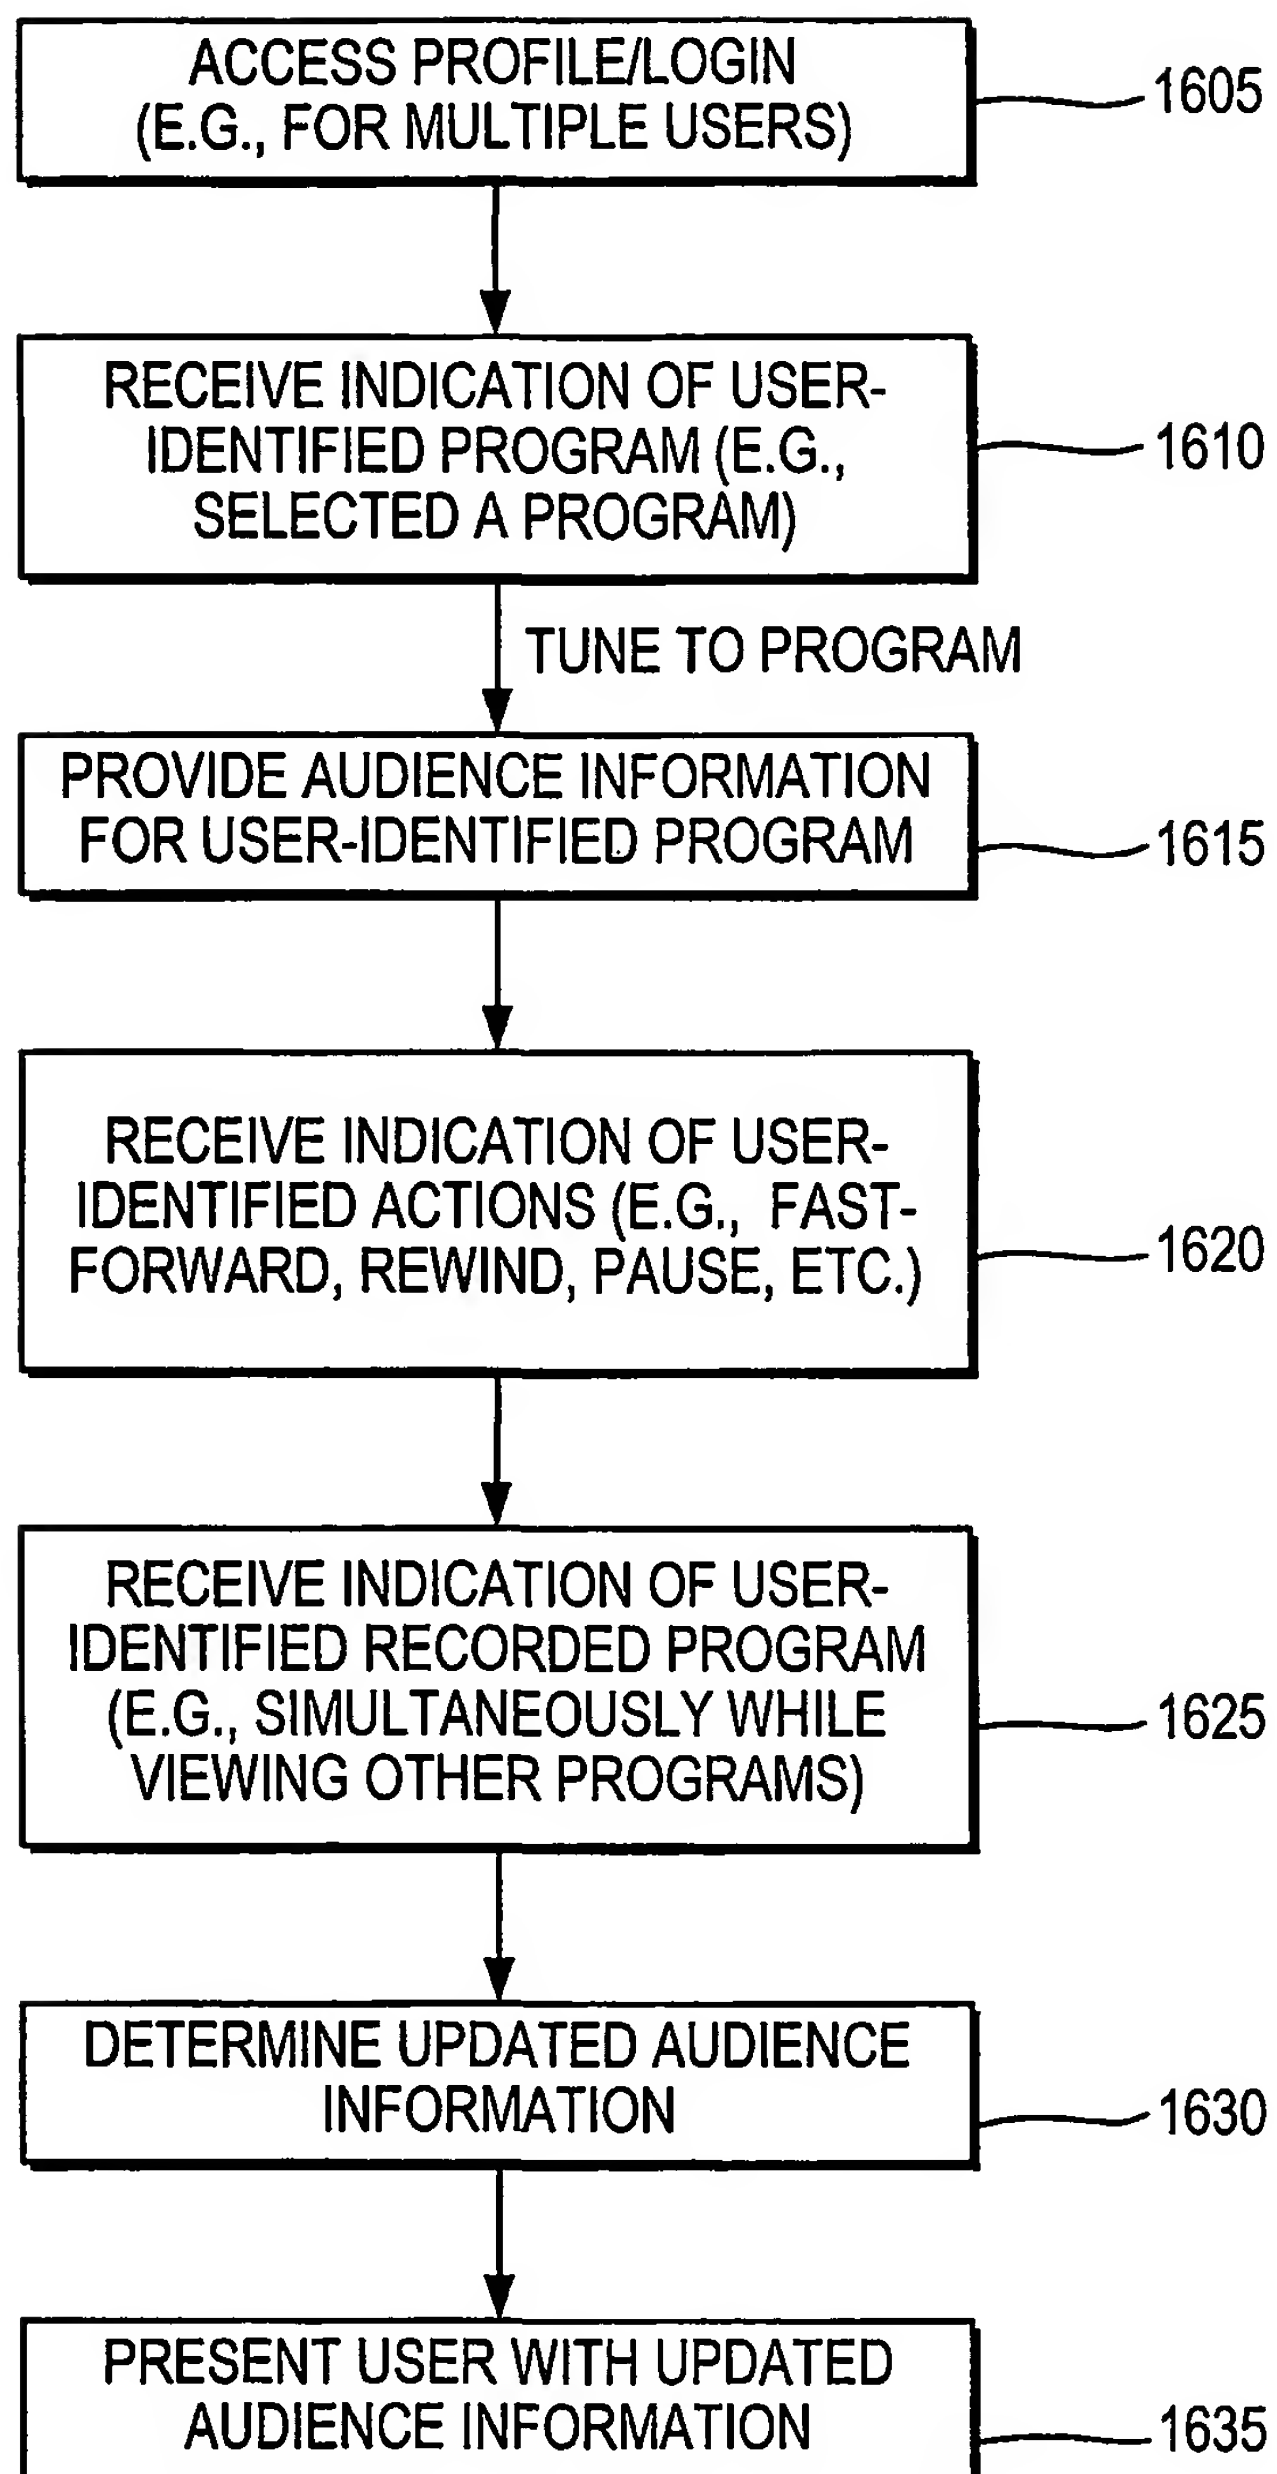 ACCESS PROFILE/LOGIN
(E.G., FOR MULTIPLE USERS)
1605
RECEIVE INDICATION OF USER-
IDENTIFIED PROGRAM (E.G.,
SELECTED A PROGRAM)
1610
TUNE TO PROGRAM
PROVIDE AUDIENCE INFORMATION
FOR USER-IDENTIFIED PROGRAM
1615
RECEIVE INDICATION OF USER-
IDENTIFIED ACTIONS (E.G., FAST-
FORWARD, REWIND, PAUSE, ETC.)
1620
RECEIVE INDICATION OF USER-
IDENTIFIED RECORDED PROGRAM
(E.G., SIMULTANEOUSLY WHILE
VIEWING OTHER PROGRAMS)
1625
DETERMINE UPDATED AUDIENCE
INFORMATION
1630
PRESENT USER WITH UPDATED
AUDIENCE INFORMATION
1635